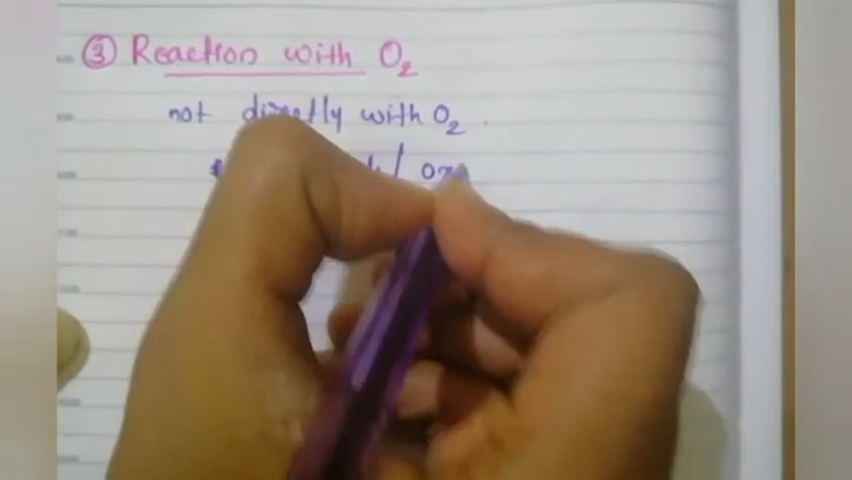 ③ Reaction with O₂
not directly with O₂ .